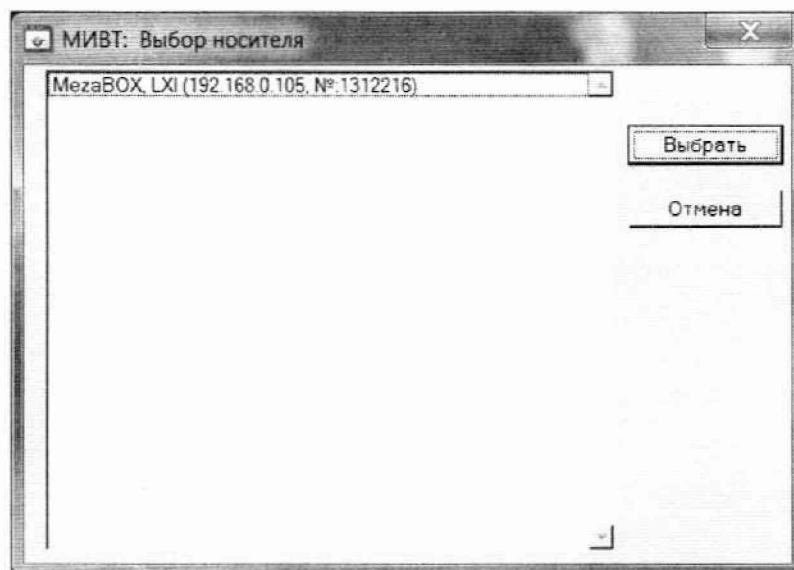 МИВТ: Выбор носителя
MezaBOX, LXI (192.168.0.105, №:1312216)
Выбрать
Отмена